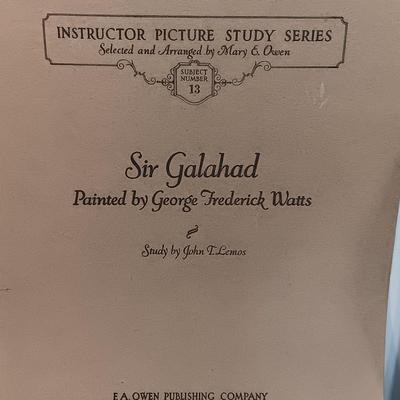 INSTRUCTOR PICTURE STUDY SERIES
Selected and Arranged by Mary E. Owen
SUBJECT
NUMBER
13
Sir Galahad
Painted by George Frederick Watts
Study by John T. Lemos
F.A. OWEN PUBLISHING COMPANY